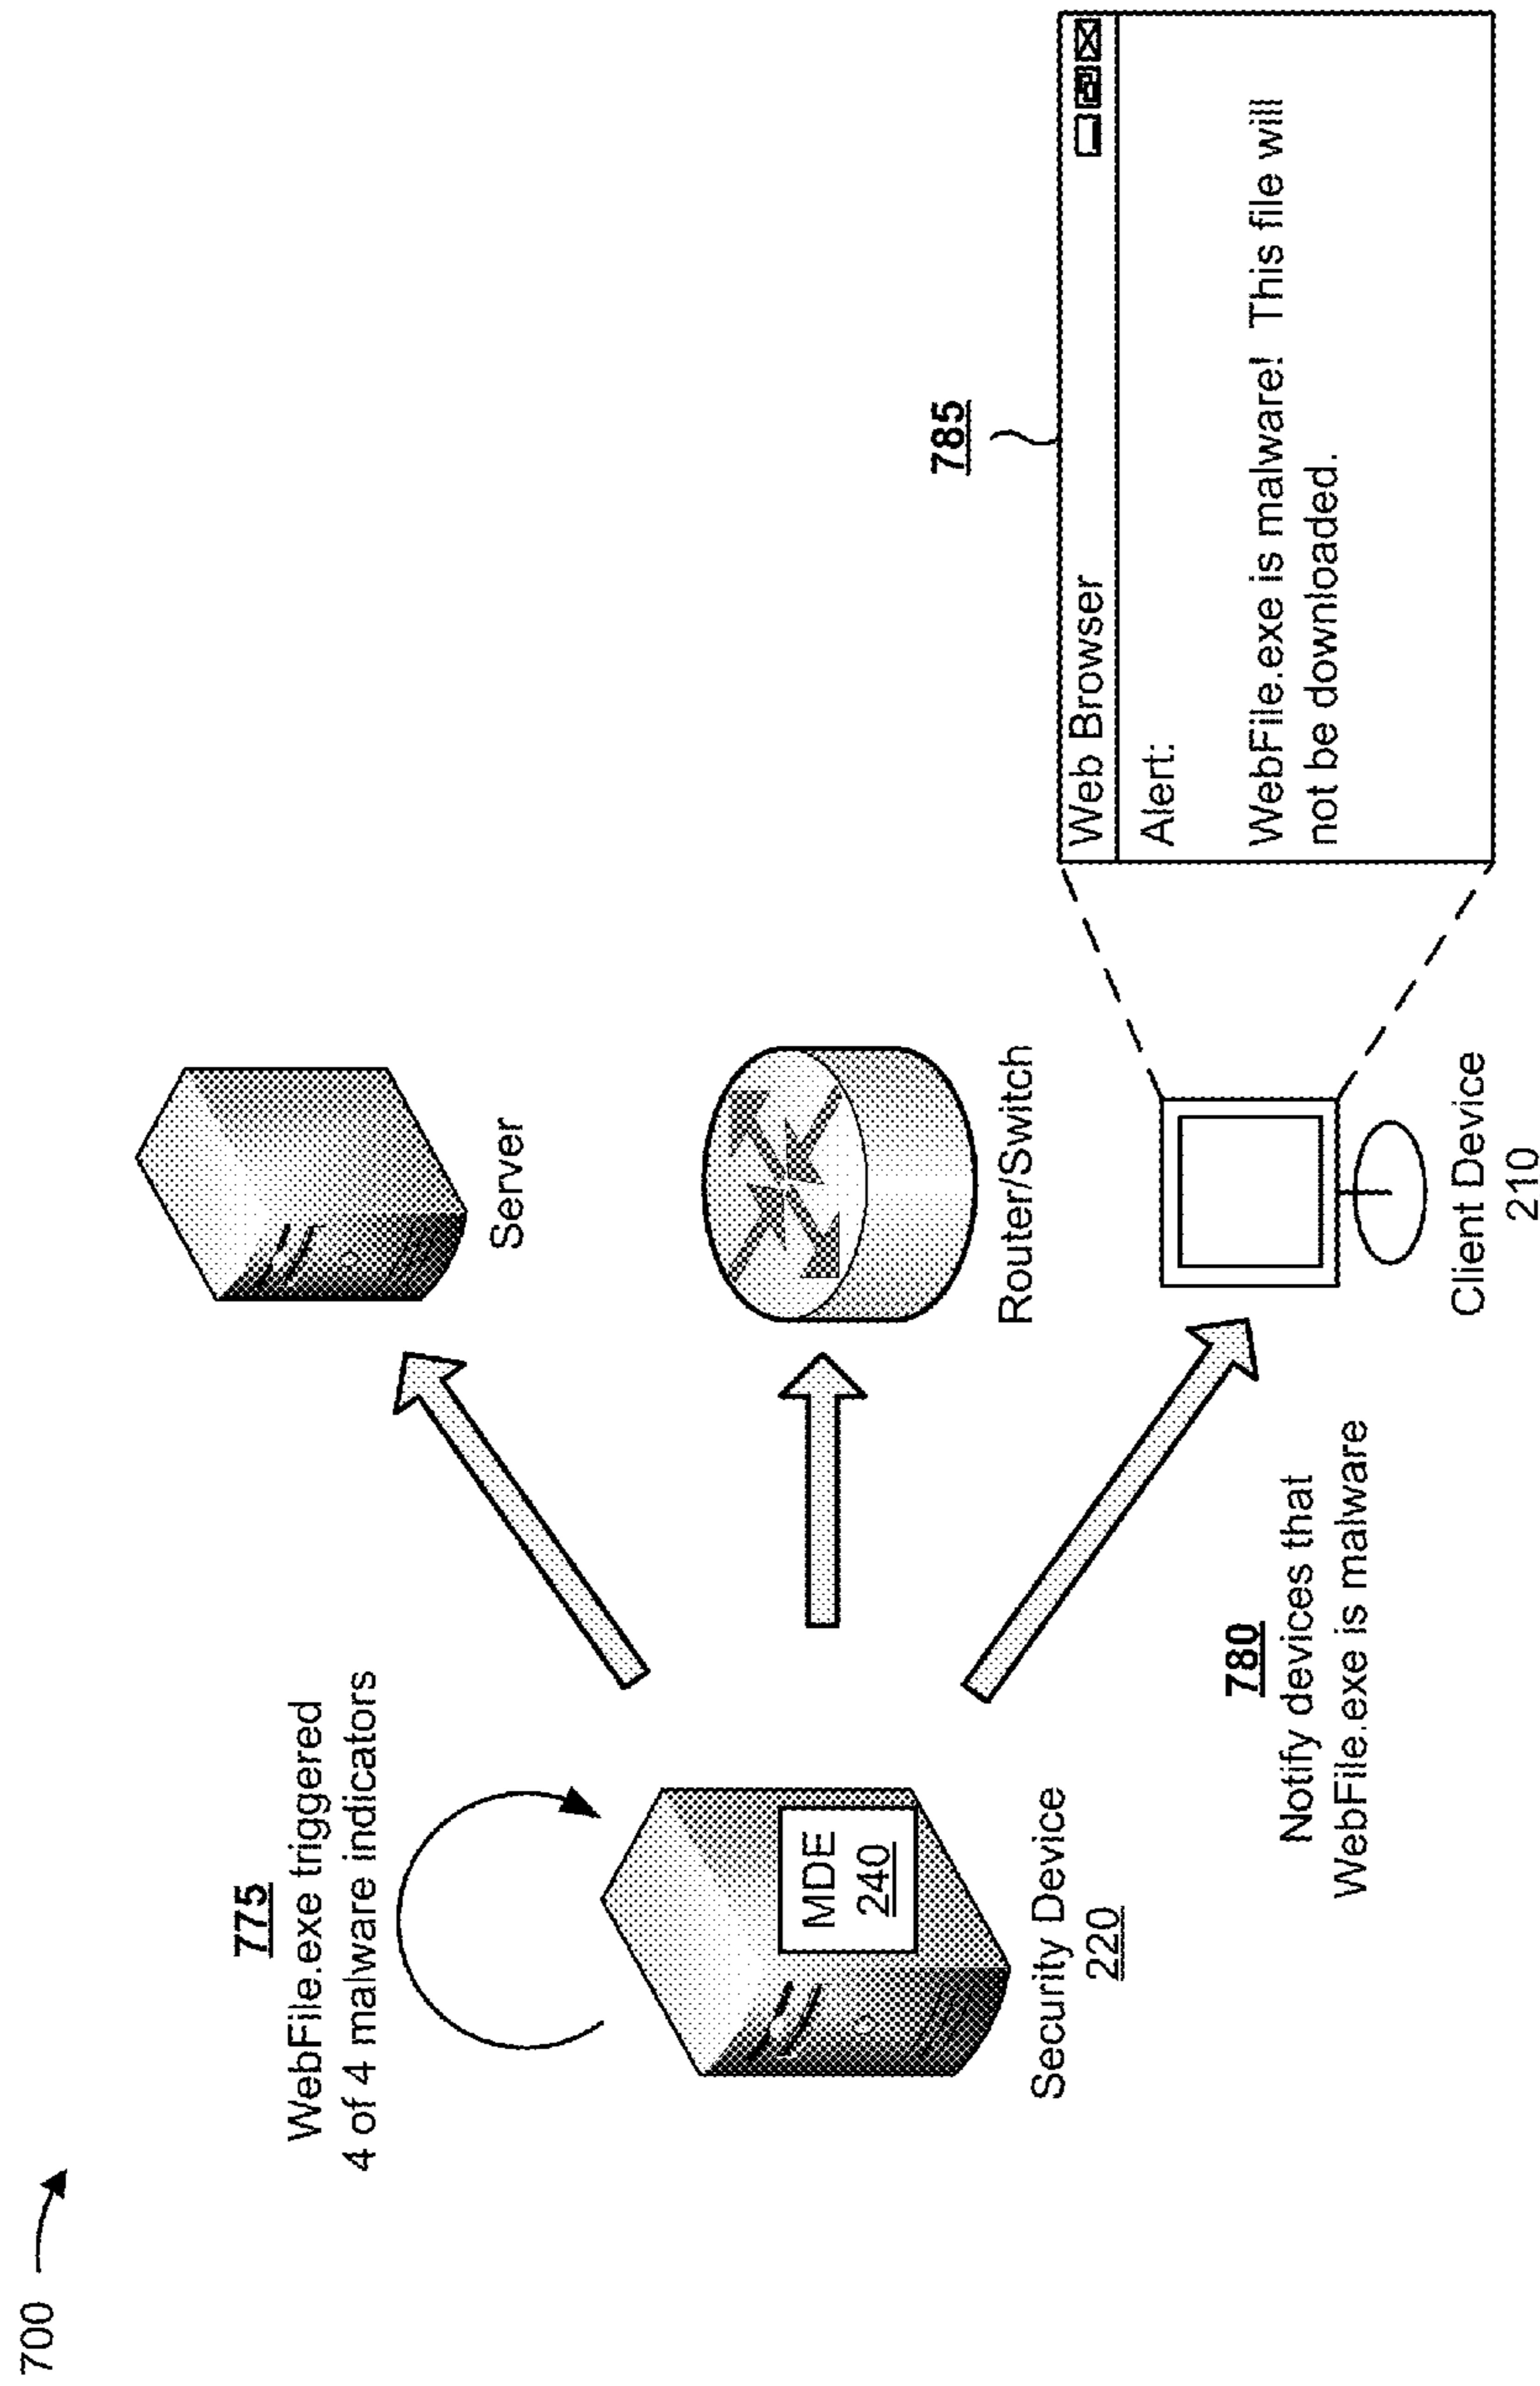 700
775
WebFile.exe triggered
4 of 4 malware indicators
MDE
240
Security Device
220
Server
Router/Switch
780
Notify devices that
WebFile.exe is malware
Client Device
210
785
Web Browser
Alert:
WebFile.exe is malware!  This file will
not be downloaded.